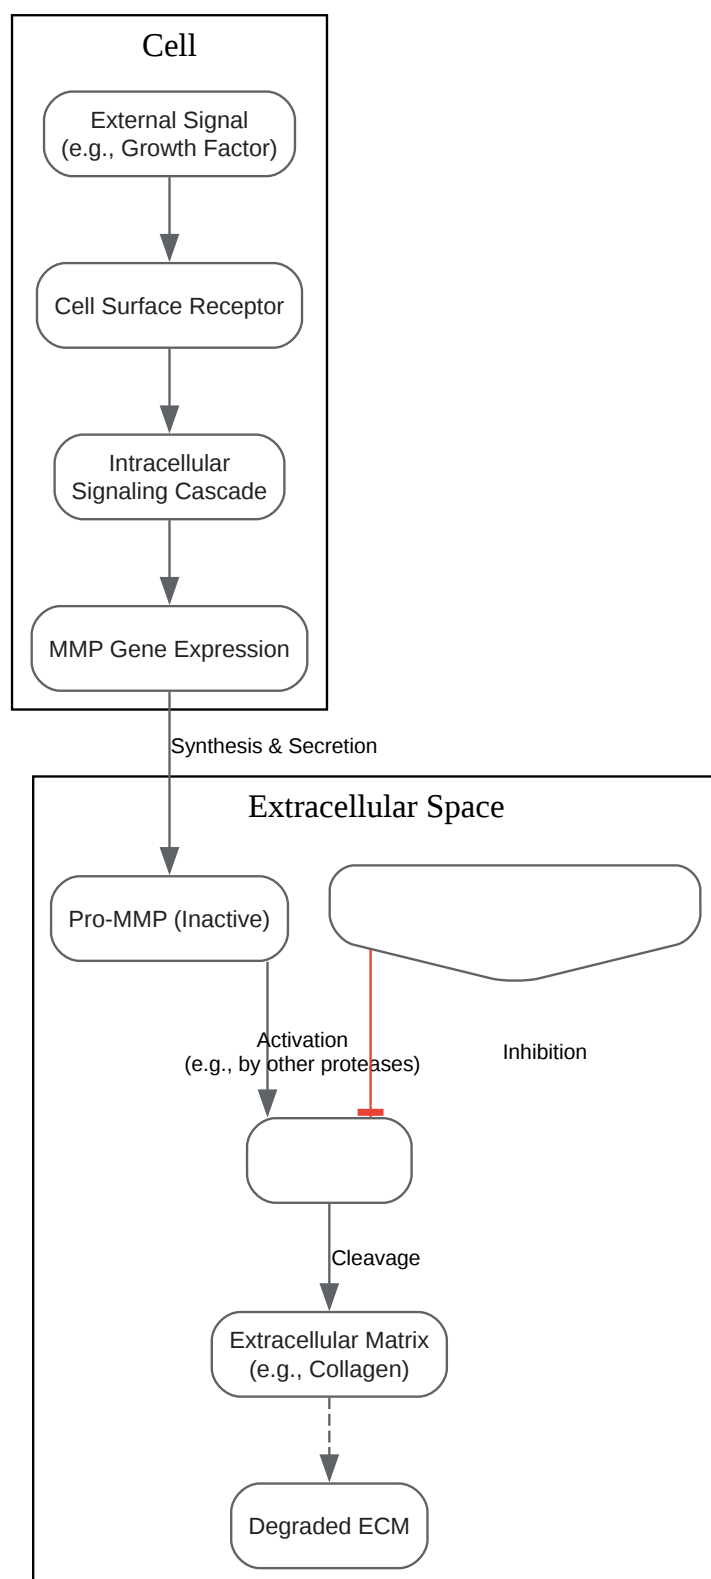 Cell
External Signal
(e.g., Growth Factor)
Cell Surface Receptor
Intracellular
Signaling Cascade
MMP Gene Expression
Synthesis & Secretion
Extracellular Space
Pro-MMP (Inactive)
Activation
(e.g., by other proteases)
Inhibition
Cleavage
Extracellular Matrix
(e.g., Collagen)
Degraded ECM